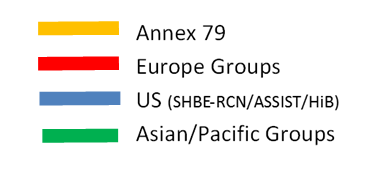 Annex 79
Europe Groups
US (SHBE-RCN/ASSIST/HiB)
Asian/Pacific Groups